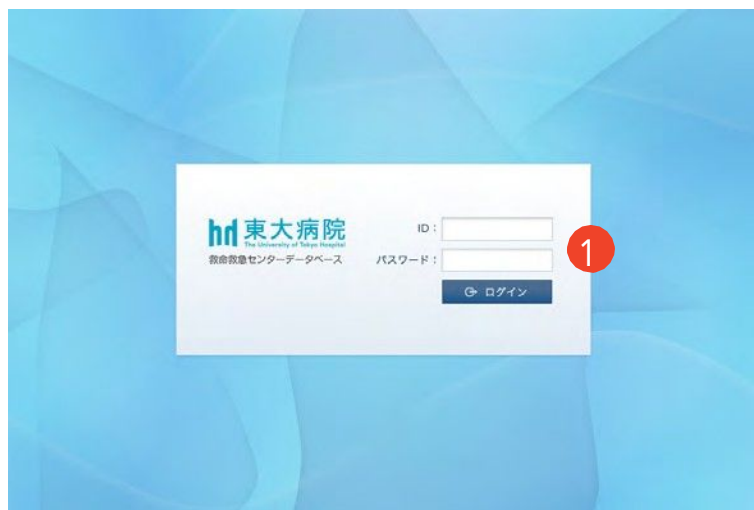 hd 東大病院
The University of Tokyo Hospital
救命救急センターデータベース
ID：
パスワード：
ログイン
1